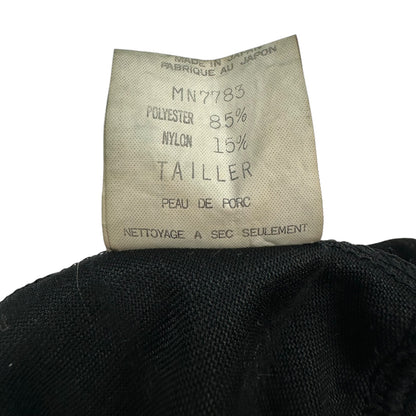 MADE IN JAPAN
FABRIQUE AU JAPON
MN7783
POLYESTER 85%
NYLON 15%
TAILLER
PEAU DE PORC
NETTOYAGE A SEC SEULEMENT